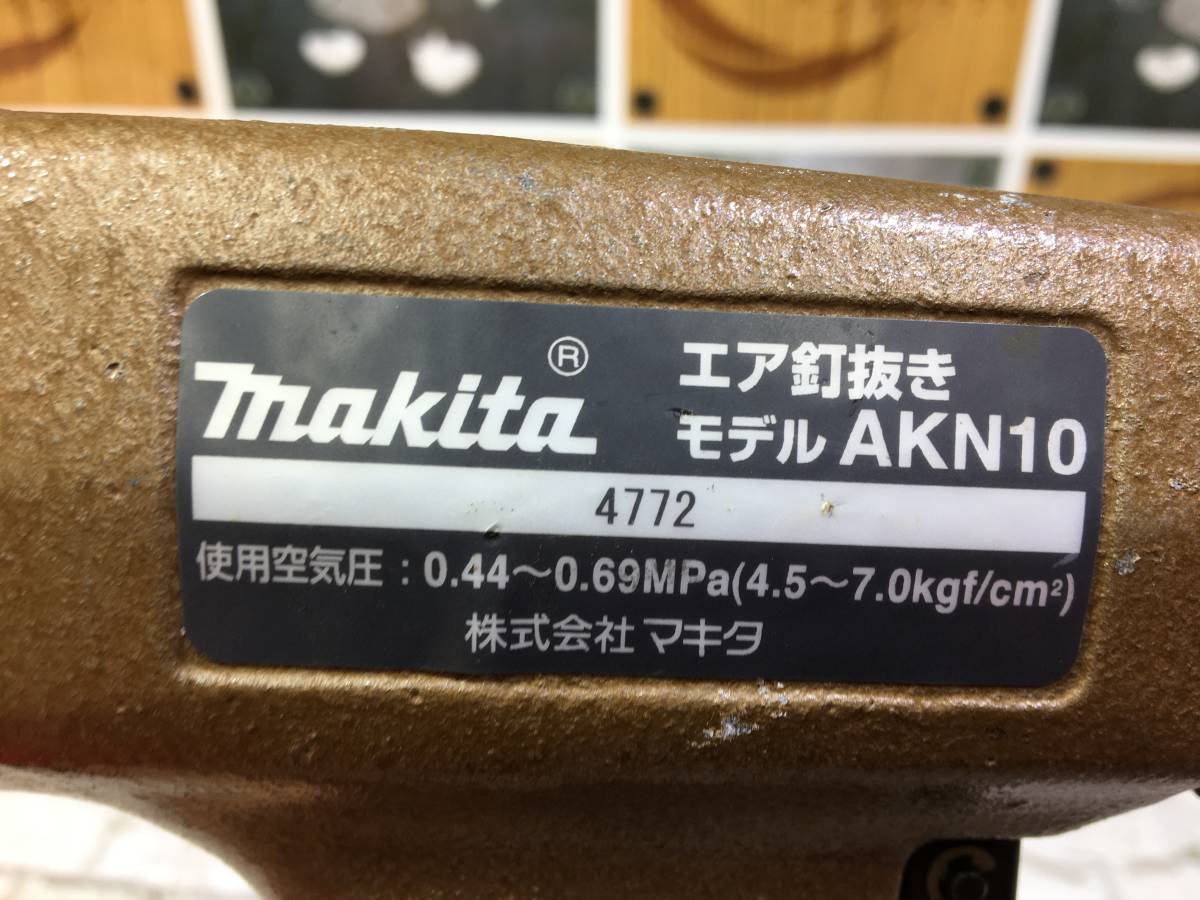 makita® エア釘抜き
モデル AKN10
4772
使用空気圧：0.44～0.69MPa(4.5～7.0kgf/cm²)
株式会社 マキタ